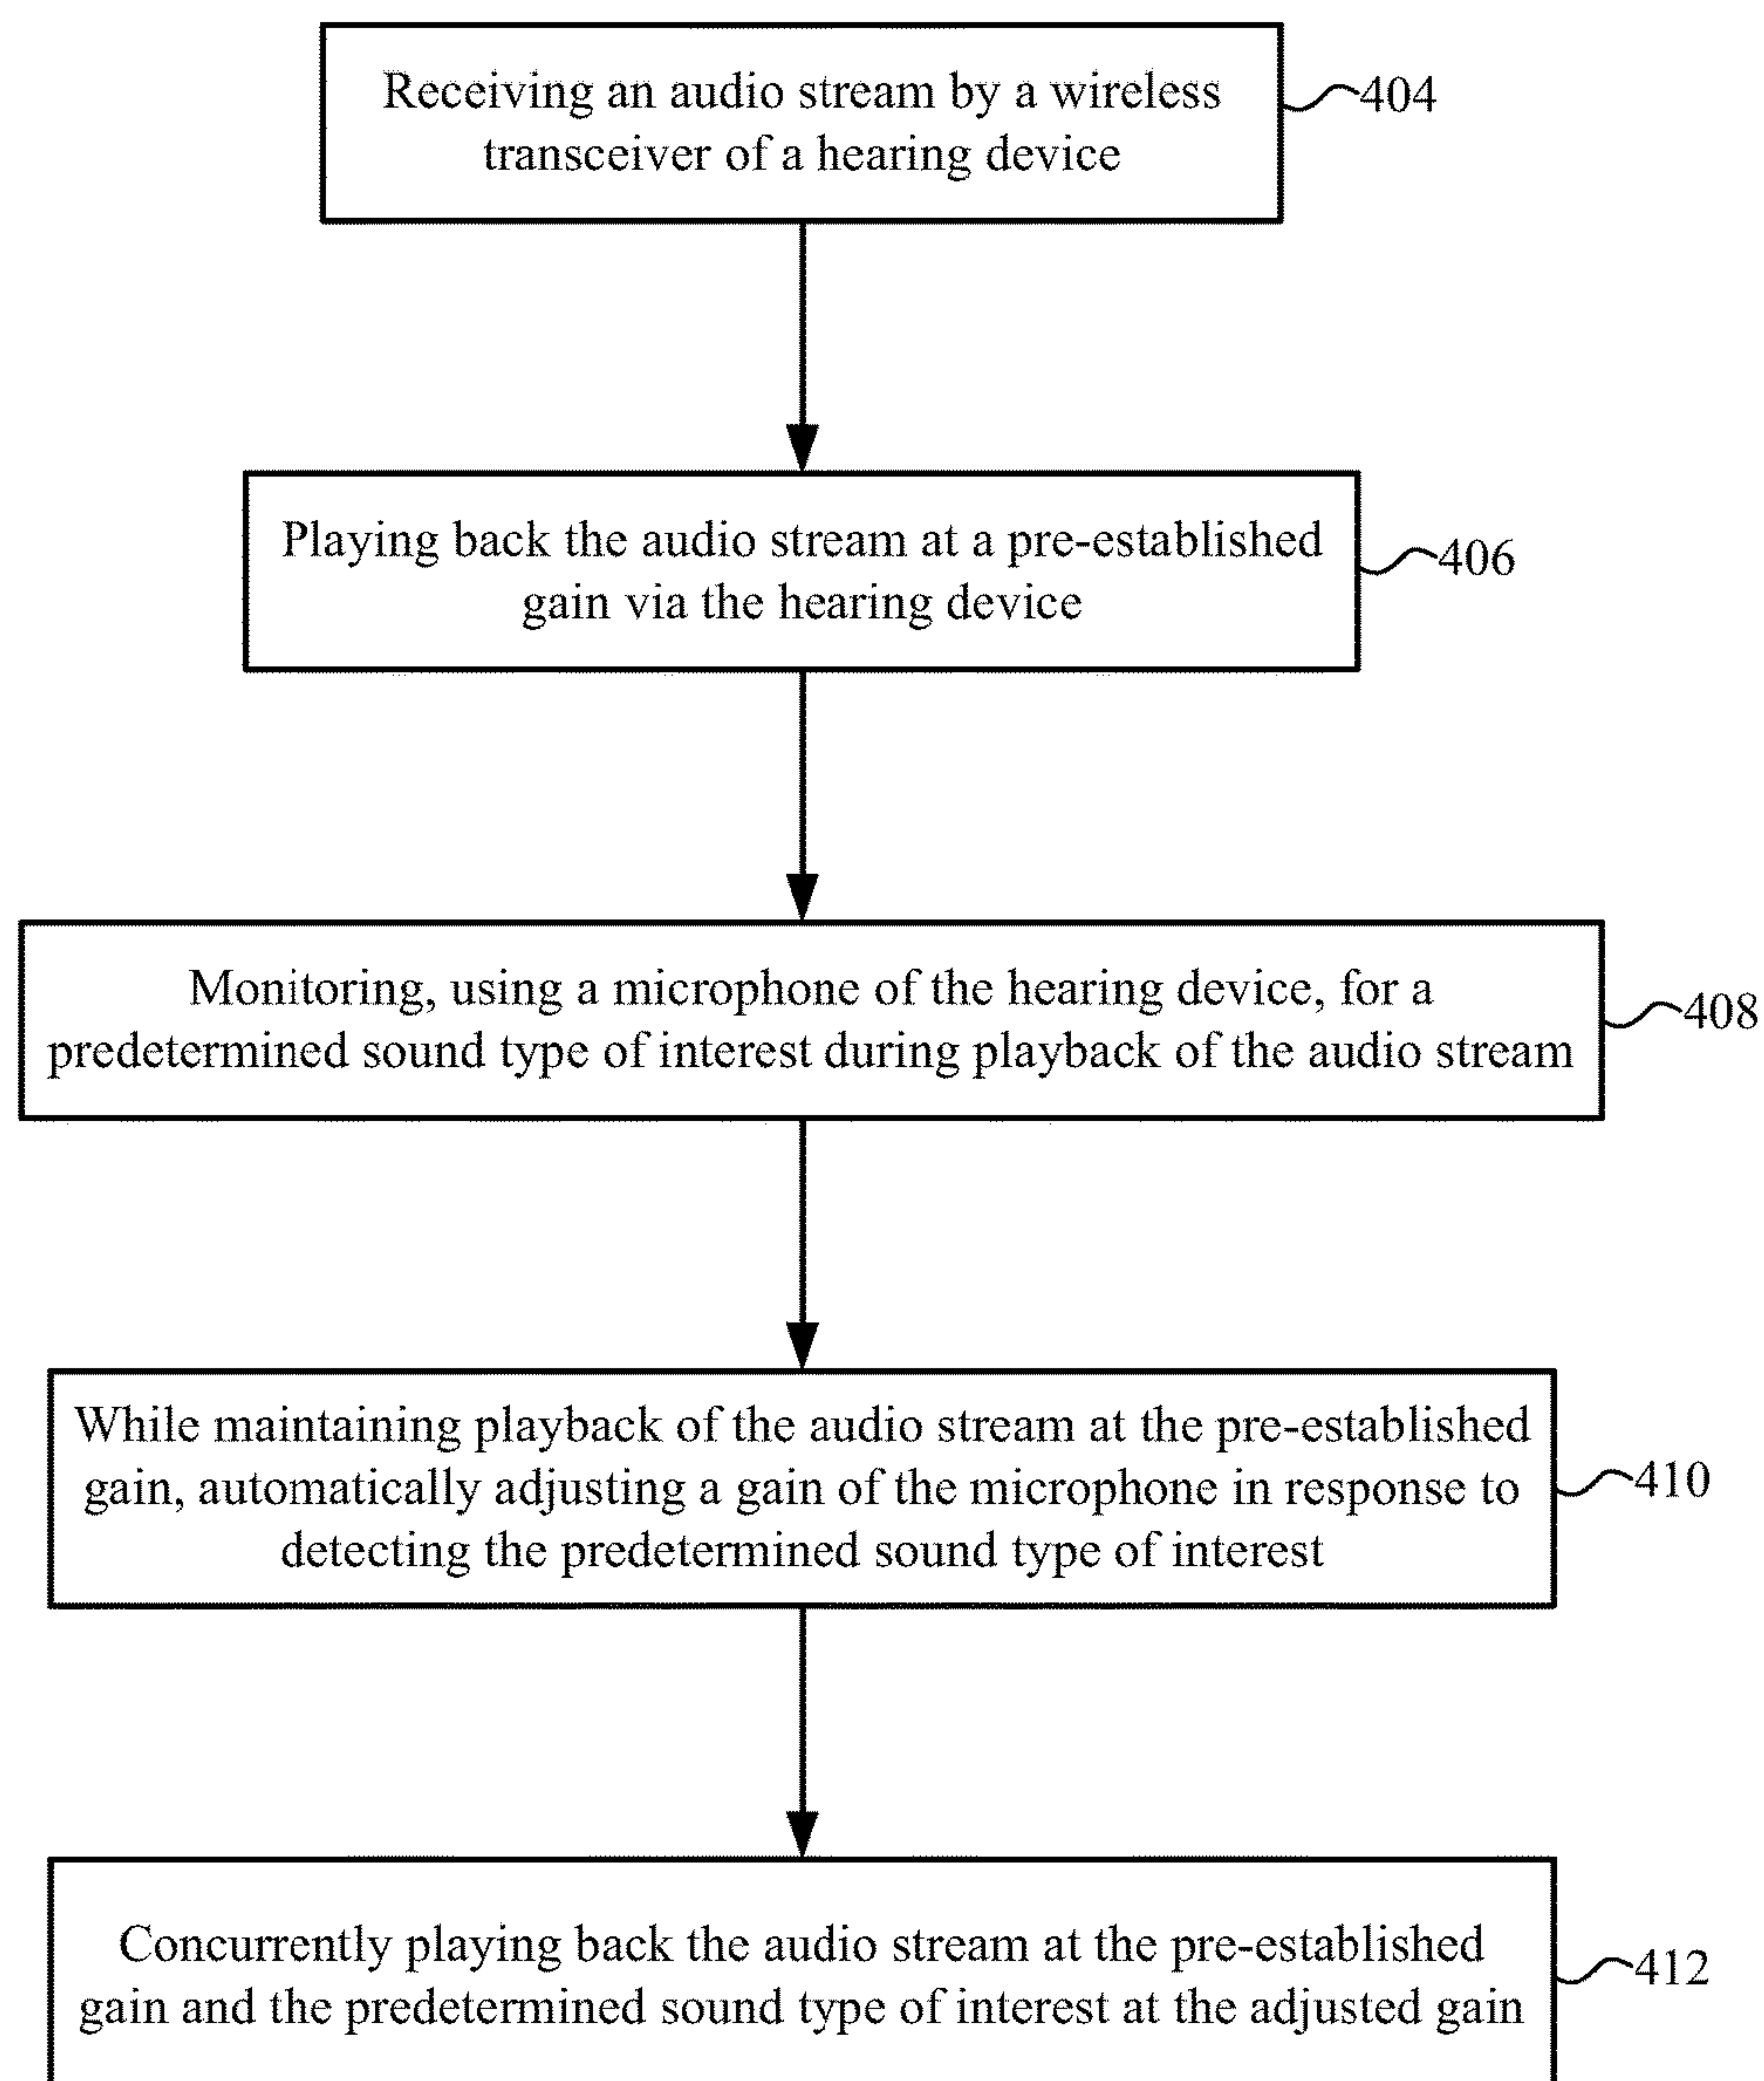 Receiving an audio stream by a wireless
transceiver of a hearing device
404
Playing back the audio stream at a pre-established
gain via the hearing device
406
Monitoring, using a microphone of the hearing device, for a
predetermined sound type of interest during playback of the audio stream
408
While maintaining playback of the audio stream at the pre-established
gain, automatically adjusting a gain of the microphone in response to
detecting the predetermined sound type of interest
410
Concurrently playing back the audio stream at the pre-established
gain and the predetermined sound type of interest at the adjusted gain
412